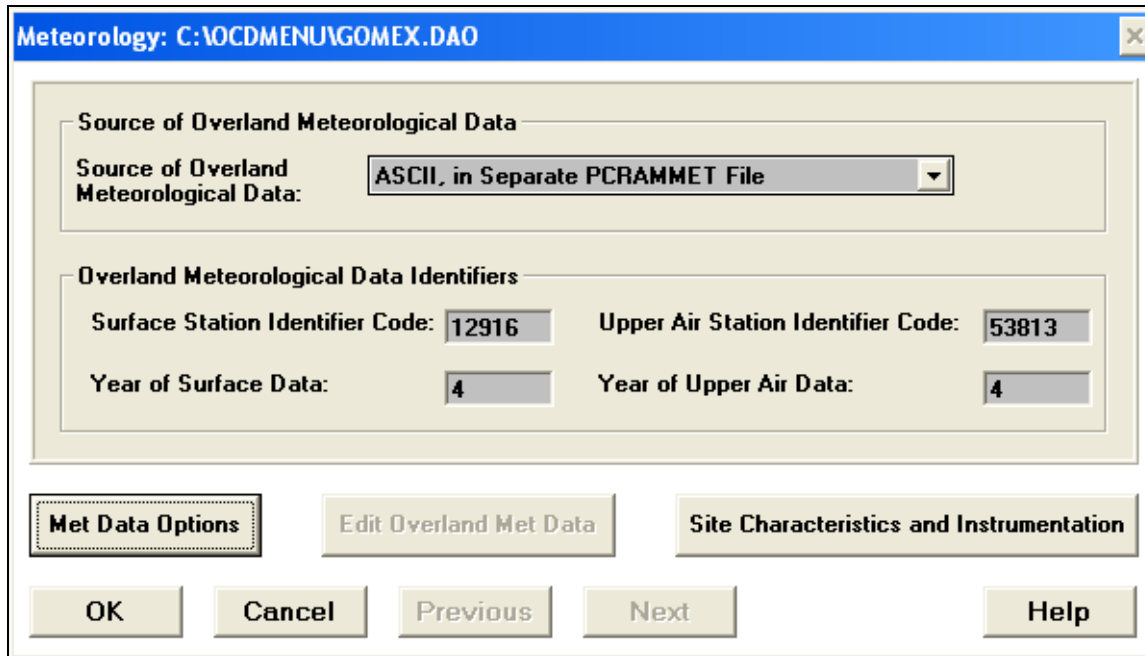 Meteorology: C:\OCDMENU\GOMEX.DAO
Source of Overland Meteorological Data
Source of Overland
Meteorological Data:
ASCII, in Separate PCRAMMET File
Overland Meteorological Data Identifiers
Surface Station Identifier Code: 12916 Upper Air Station Identifier Code: 53813
Year of Surface Data: 4 Year of Upper Air Data: 4
Met Data Options Edit Overland Met Data Site Characteristics and Instrumentation
OK Cancel Previous Next Help